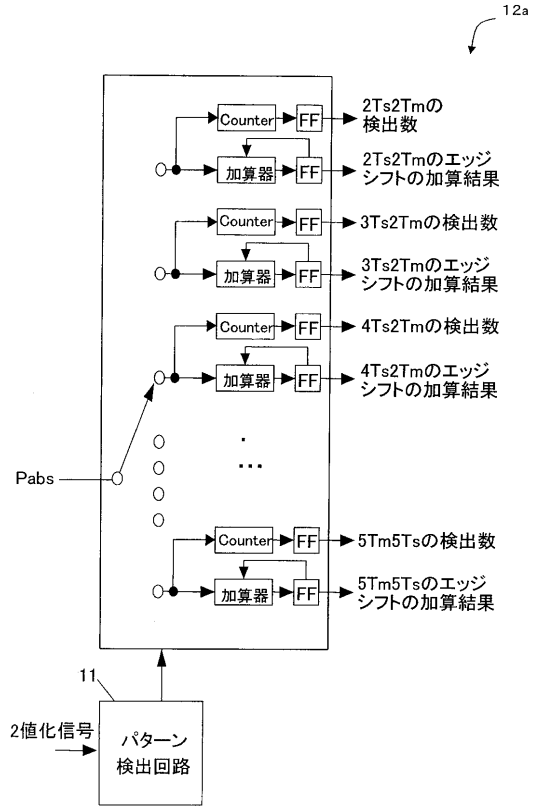 12a
Counter
FF
2Ts2Tmの
検出数
加算器
FF
2Ts2Tmのエッジ
シフトの加算結果
Counter
FF
3Ts2Tmの検出数
加算器
FF
3Ts2Tmのエッジ
シフトの加算結果
Counter
FF
4Ts2Tmの検出数
加算器
FF
4Ts2Tmのエッジ
シフトの加算結果
Pabs
Counter
FF
5Tm5Tsの検出数
加算器
FF
5Tm5Tsのエッジ
シフトの加算結果
11
2値化信号
パターン
検出回路